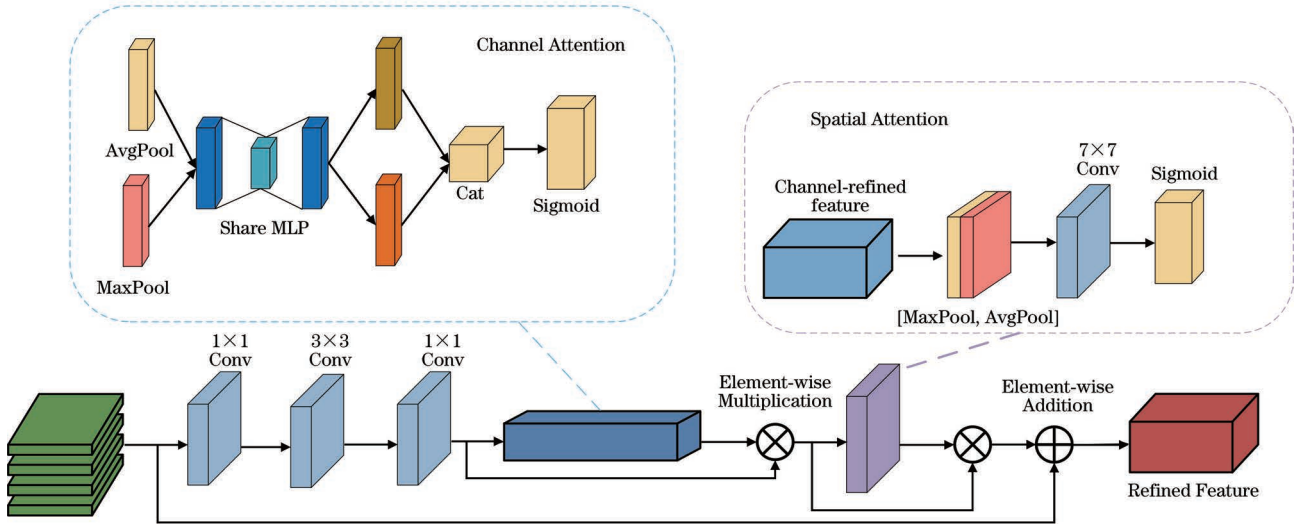 Channel Attention
AvgPool
MaxPool
Share MLP
Cat
Sigmoid
Spatial Attention
Channel-refined
feature
[MaxPool, AvgPool]
7×7
Conv
Sigmoid
1×1
Conv
3×3
Conv
1×1
Conv
Element-wise
Multiplication
Element-wise
Addition
Refined Feature